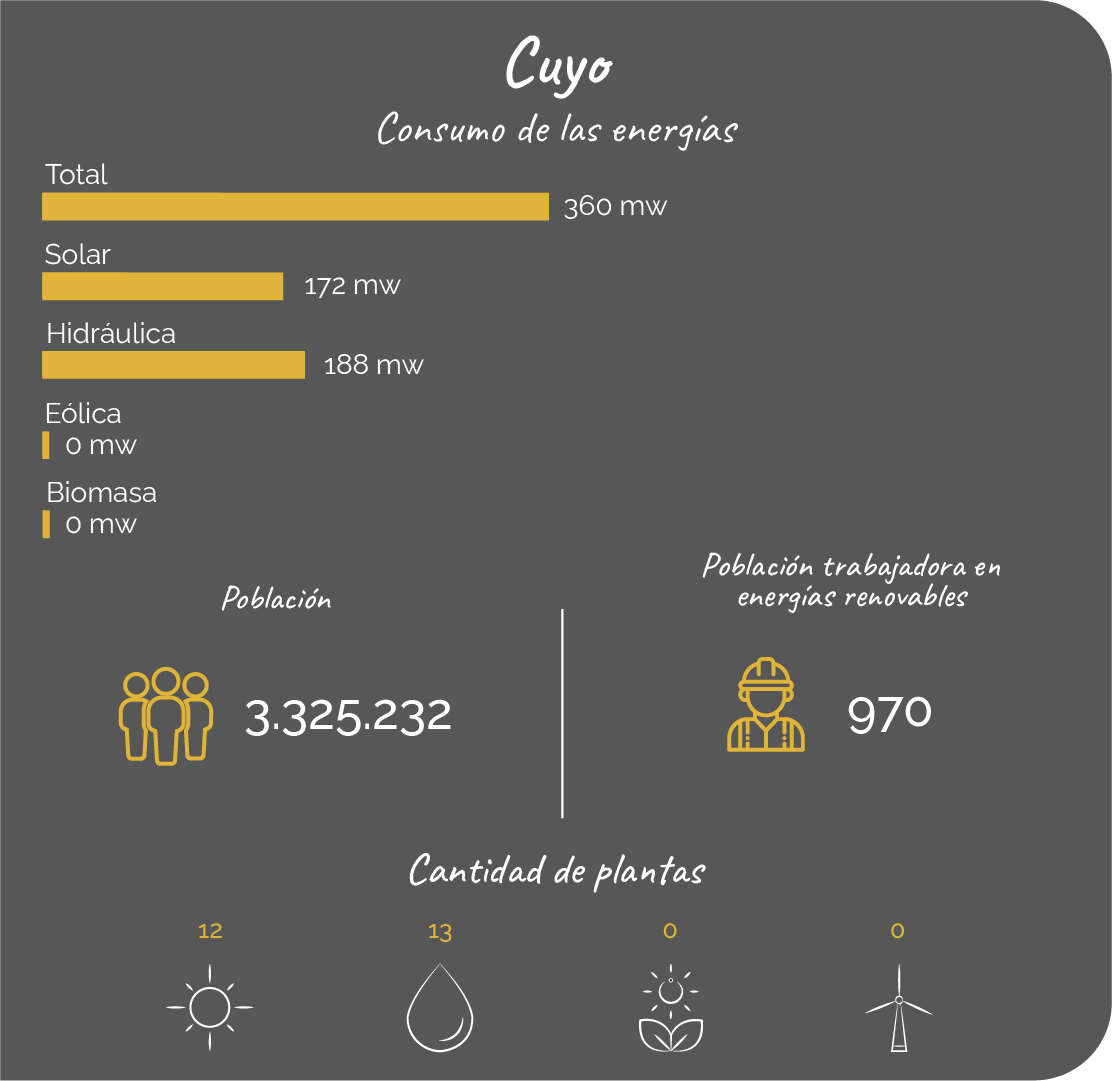 Cuyo
Consumo de las energías
Total
360 mw
Solar
172 mw
Hidráulica
188 mw
Eólica
0 mw
Biomasa
0 mw
Población
3.325.232
Población trabajadora en
energías renovables
970
Cantidad de plantas
12 13 0 0